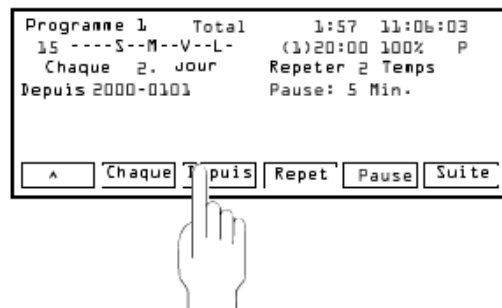 Programme 1 Total 1:57 11:06:03
15 ----S--M--V--L- (1)20:00 100% P
Chaque 2. Jour Repeter 2 Temps
Depuis 2000-0101 Pause: 5 Min.
^ Chaque Depuis Repet Pause Suite